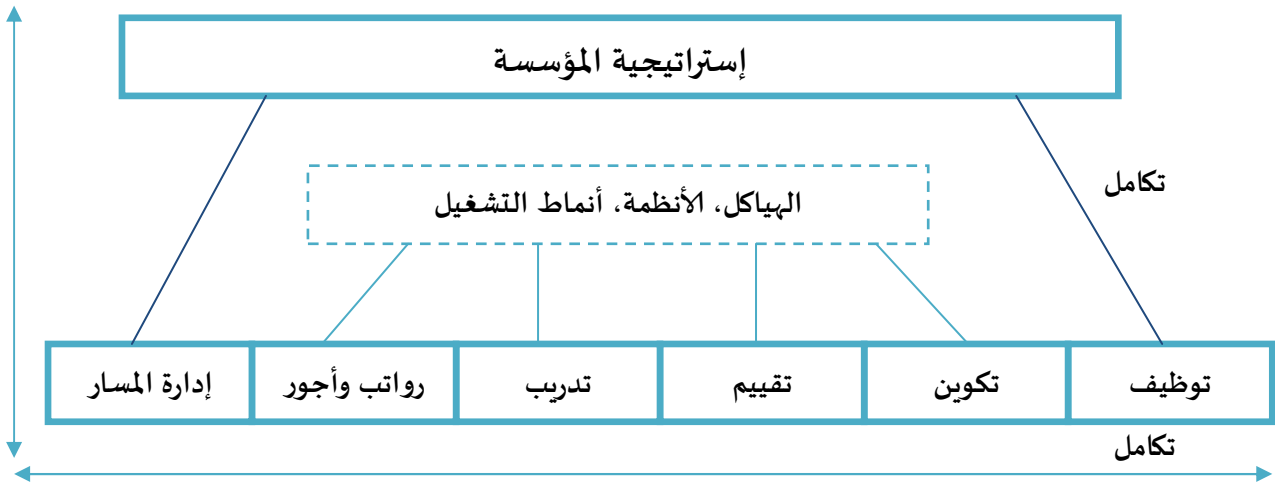 إستراتيجية المؤسسة
تكامل
الهياكل، الأنظمة، أنماط التشغيل
توظيف
تكوين
تقييم
تدريب
رواتب وأجور
إدارة المسار
تكامل